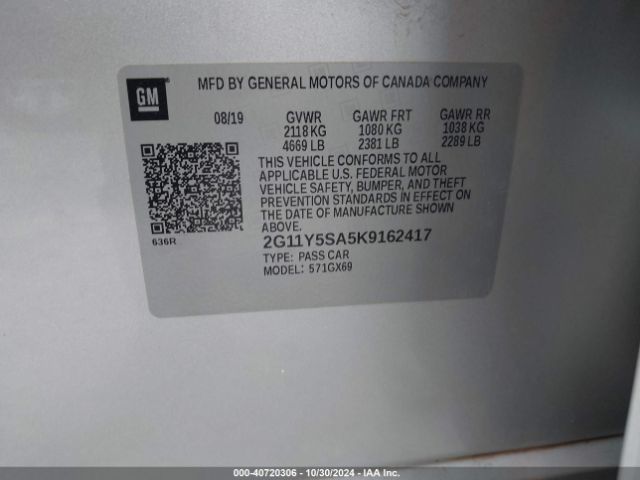 GM
MFD BY GENERAL MOTORS OF CANADA COMPANY
08/19 GVWR GAWR FRT GAWR RR
2118 KG 1080 KG 1038 KG
4669 LB 2381 LB 2289 LB
THIS VEHICLE CONFORMS TO ALL
APPLICABLE U.S. FEDERAL MOTOR
VEHICLE SAFETY, BUMPER, AND THEFT
PREVENTION STANDARDS IN EFFECT ON
THE DATE OF MANUFACTURE SHOWN
ABOVE.
636R
2G11Y5SA5K9162417
TYPE: PASS CAR
MODEL: 571GX69
000-40720306 • 10/30/2024 • IAA Inc.